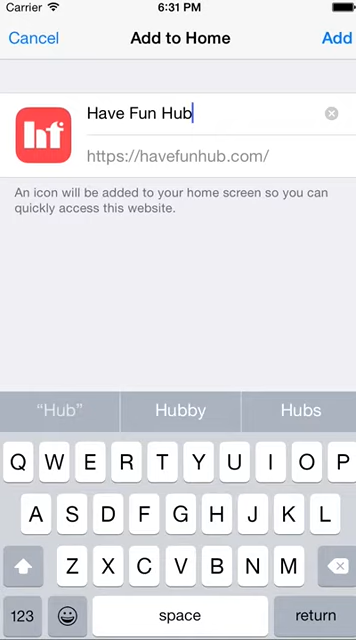 Carrier 6:31 PM
Cancel Add to Home Add
hf
Have Fun Hub
https://havefunhub.com/
An icon will be added to your home screen so you can
quickly access this website.
“Hub” Hubby Hubs
Q W E R T Y U I O P
A S D F G H J K L
Z X C V B N M
123 space return